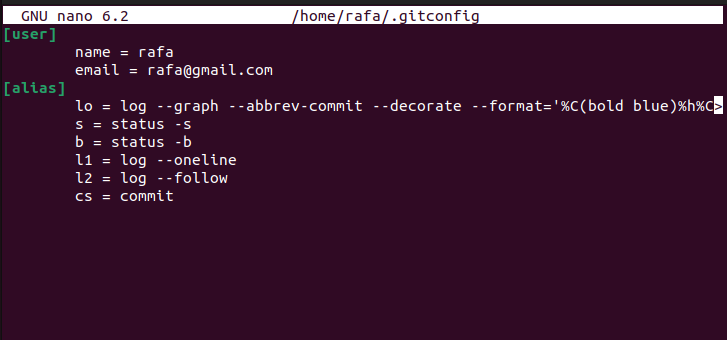 GNU nano 6.2 /home/rafa/.gitconfig
[user]
name = rafa
email = rafa@gmail.com
[alias]
lo = log --graph --abbrev-commit --decorate --format='%C(bold blue)%h%C>
s = status -s
b = status -b
l1 = log --oneline
l2 = log --follow
cs = commit